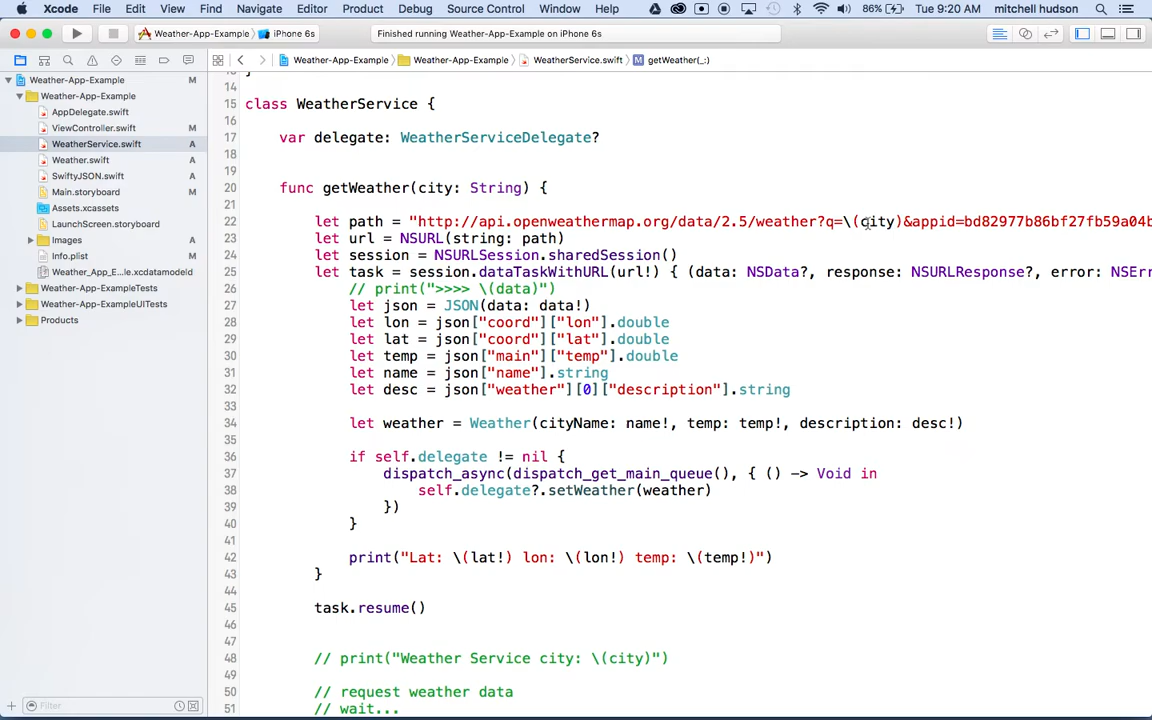 Xcode File Edit View Find Navigate Editor Product Debug Source Control Window Help 86% Tue 9:20 AM mitchell hudson
Weather-App-Example iPhone 6s Finished running Weather-App-Example on iPhone 6s
Weather-App-Example Weather-App-Example WeatherService.swift M getWeather(_:)
Weather-App-Example M
Weather-App-Example
AppDelegate.swift
ViewController.swift M
WeatherService.swift A
Weather.swift A
SwiftyJSON.swift A
Main.storyboard M
Assets.xcassets
LaunchScreen.storyboard
Images A
Info.plist
Weather_App_E...le.xcdatamodeld
Weather-App-ExampleTests
Weather-App-ExampleUITests
Products
Filter
14
15 class WeatherService {
16
17 var delegate: WeatherServiceDelegate?
18
19
20 func getWeather(city: String) {
21
22 let path = "http://api.openweathermap.org/data/2.5/weather?q=\(city)&appid=bd82977b86bf27fb59a04b
23 let url = NSURL(string: path)
24 let session = NSURLSession.sharedSession()
25 let task = session.dataTaskWithURL(url!) { (data: NSData?, response: NSURLResponse?, error: NSErr
26 // print(">>>> \(data)")
27 let json = JSON(data: data!)
28 let lon = json["coord"]["lon"].double
29 let lat = json["coord"]["lat"].double
30 let temp = json["main"]["temp"].double
31 let name = json["name"].string
32 let desc = json["weather"][0]["description"].string
33
34 let weather = Weather(cityName: name!, temp: temp!, description: desc!)
35
36 if self.delegate != nil {
37 dispatch_async(dispatch_get_main_queue(), { () -> Void in
38 self.delegate?.setWeather(weather)
39 })
40 }
41
42 print("Lat: \(lat!) lon: \(lon!) temp: \(temp!)")
43 }
44
45 task.resume()
46
47
48 // print("Weather Service city: \(city)")
49
50 // request weather data
51 // wait...